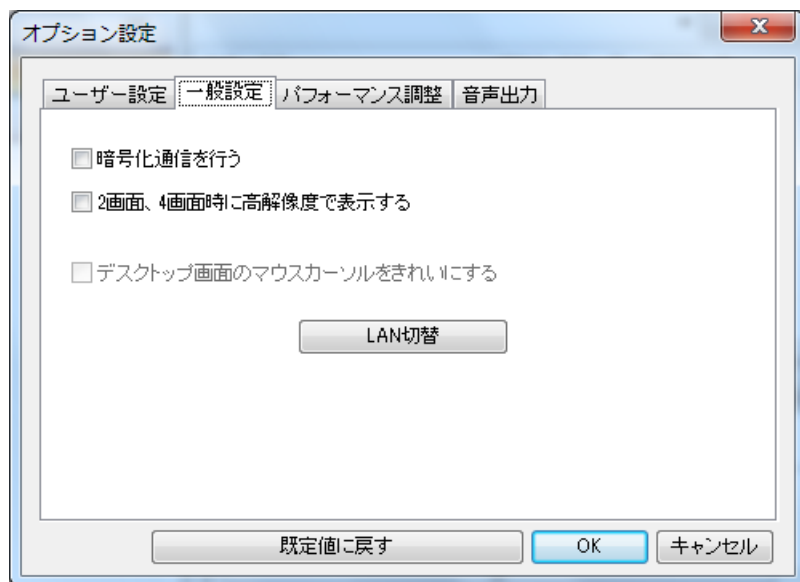 オプション設定
ユーザー設定 一般設定 パフォーマンス調整 音声出力
暗号化通信を行う
2画面、4画面時に高解像度で表示する
デスクトップ画面のマウスカーソルをきれいにする
LAN切替
既定値に戻す OK キャンセル